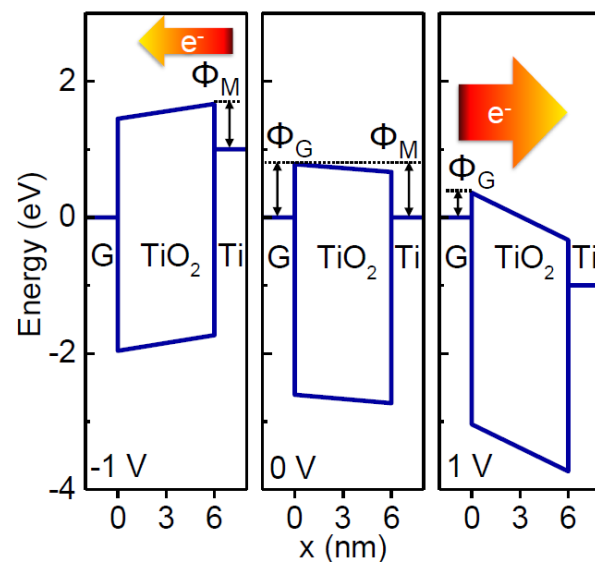 e⁻
Φ_M
2
Φ_G
Φ_M
e⁻
Φ_G
Energy (eV)
0
G TiO₂ Ti
G TiO₂ Ti
G TiO₂ Ti
-2
-4
-1 V
0 V
1 V
0 3 6
0 3 6
0 3 6
x (nm)